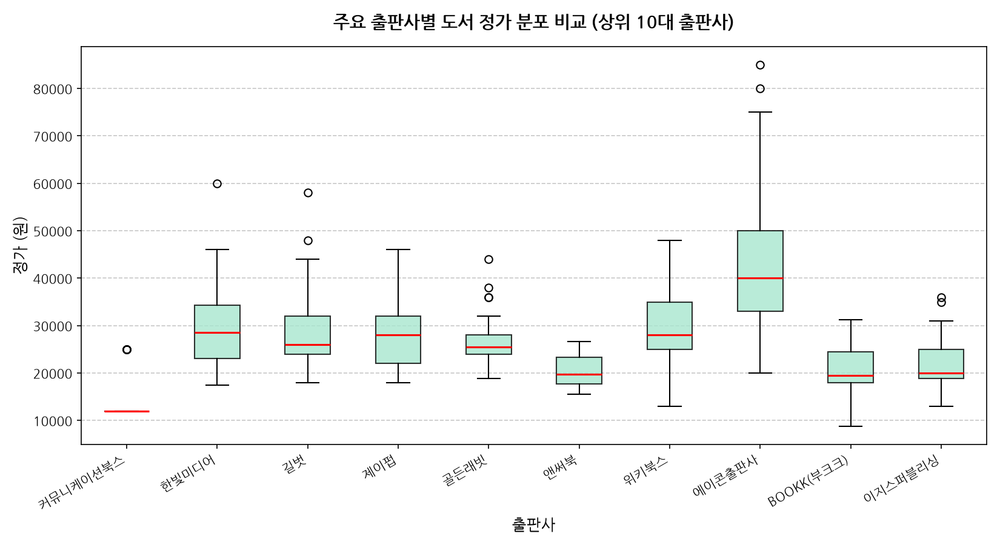 주요 출판사별 도서 정가 분포 비교 (상위 10대 출판사)
정가 (원)
80000
70000
60000
50000
40000
30000
20000
10000
커뮤니케이션북스
한빛미디어
길벗
제이펍
골든래빗
앤써북
위키북스
에이콘출판사
BOOKK(부크크)
이지스퍼블리싱
출판사